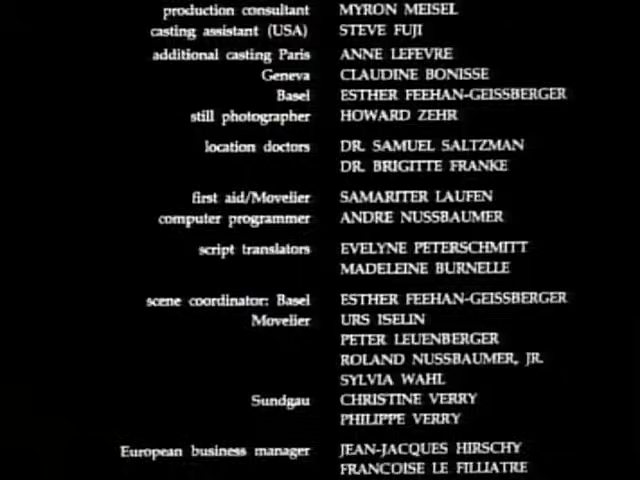 production consultant MYRON MEISEL
casting assistant (USA) STEVE FUJI
additional casting Paris ANNE LEFEVRE
Geneva CLAUDINE BONISSE
Basel ESTHER FEEHAN-GEISSBERGER
still photographer HOWARD ZEHR
location doctors DR. SAMUEL SALTZMAN
DR. BRIGITTE FRANKE
first aid/Movelier SAMARITER LAUFEN
computer programmer ANDRE NUSSBAUMER
script translators EVELYNE PETERSCHMITT
MADELEINE BURNELLE
scene coordinator: Basel ESTHER FEEHAN-GEISSBERGER
Movelier URS ISELIN
PETER LEUENBERGER
ROLAND NUSSBAUMER, JR.
SYLVIA WAHL
Sundgau CHRISTINE VERRY
PHILIPPE VERRY
European business manager JEAN-JACQUES HIRSCHY
FRANCOISE LE FILLIATRE